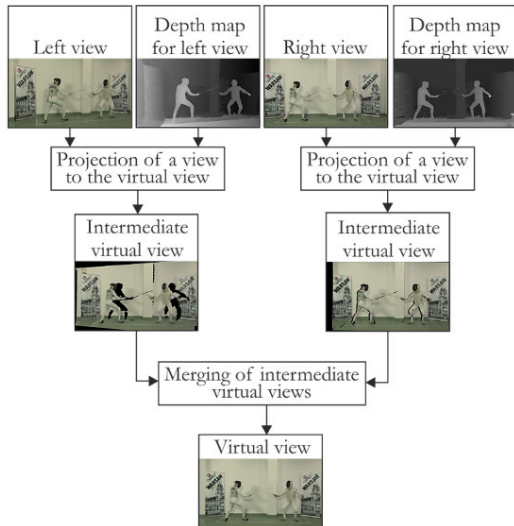 Left view
Depth map
for left view
Right view
Depth map
for right view
Projection of a view
to the virtual view
Projection of a view
to the virtual view
Intermediate
virtual view
Intermediate
virtual view
Merging of intermediate
virtual views
Virtual view